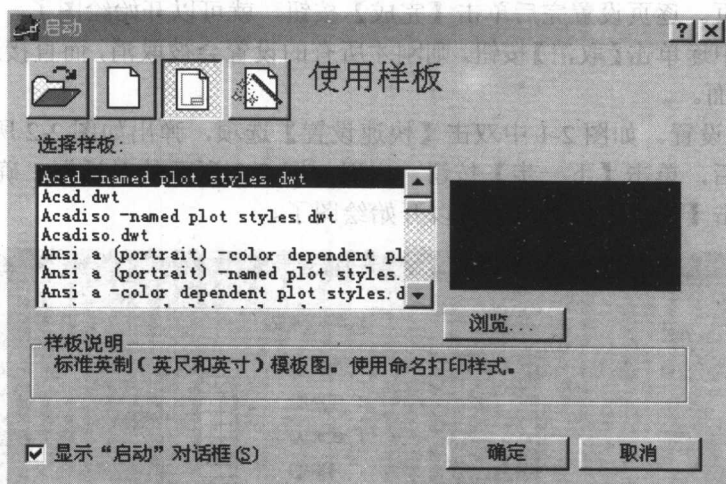 启动
使用样板
选择样板:
Acad -named plot styles.dwt
Acad.dwt
Acadiso -named plot styles.dwt
Acadiso.dwt
Ansi a (portrait) -color dependent pl
Ansi a (portrait) -named plot styles.
Ansi a -color dependent plot styles.d
浏览...
样板说明
标准英制(英尺和英寸)模板图。使用命名打印样式。
显示“启动”对话框(S)
确定
取消